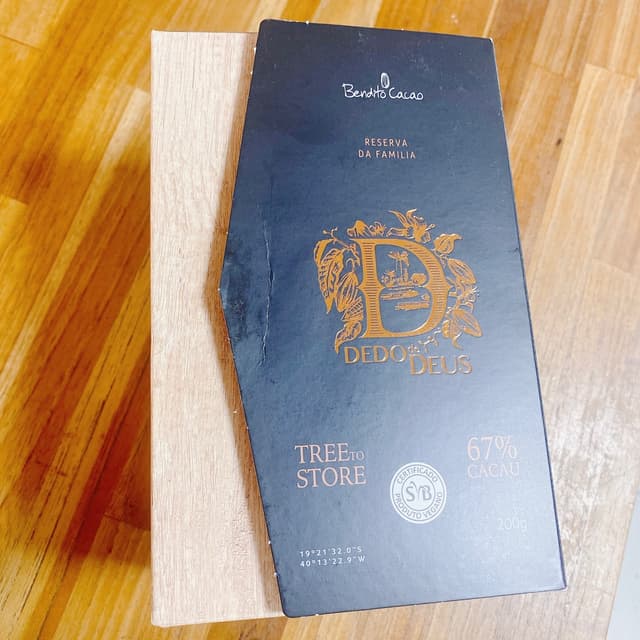 Bendito Cacao
RESERVA
DA FAMILIA
D
DEDO DE
DEUS
TREE TO
STORE
67%
CACAU
CERTIFICADO
SVB
PRODUTO VEGANO
200g
19°21'32.0"S
40°13'22.9"W